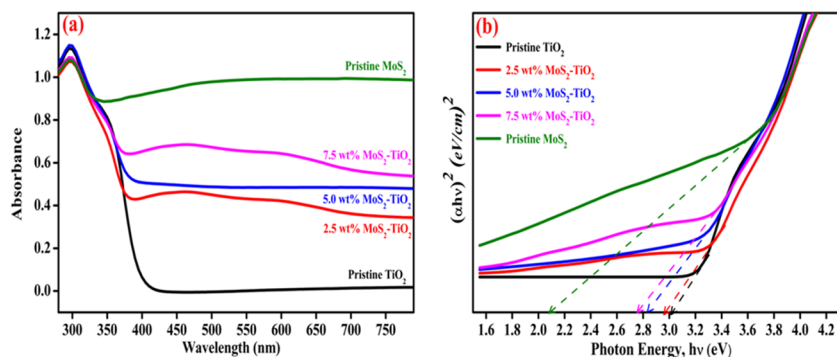 (a)
Pristine MoS₂
7.5 wt% MoS₂-TiO₂
5.0 wt% MoS₂-TiO₂
2.5 wt% MoS₂-TiO₂
Pristine TiO₂
Absorbance
1.2
1.0
0.8
0.6
0.4
0.2
0.0
300 350 400 450 500 550 600 650 700 750
Wavelength (nm)
(b)
Pristine TiO₂
2.5 wt% MoS₂-TiO₂
5.0 wt% MoS₂-TiO₂
7.5 wt% MoS₂-TiO₂
Pristine MoS₂
(αhν)² (eV/cm)²
1.6 1.8 2.0 2.2 2.4 2.6 2.8 3.0 3.2 3.4 3.6 3.8 4.0 4.2
Photon Energy, hν (eV)